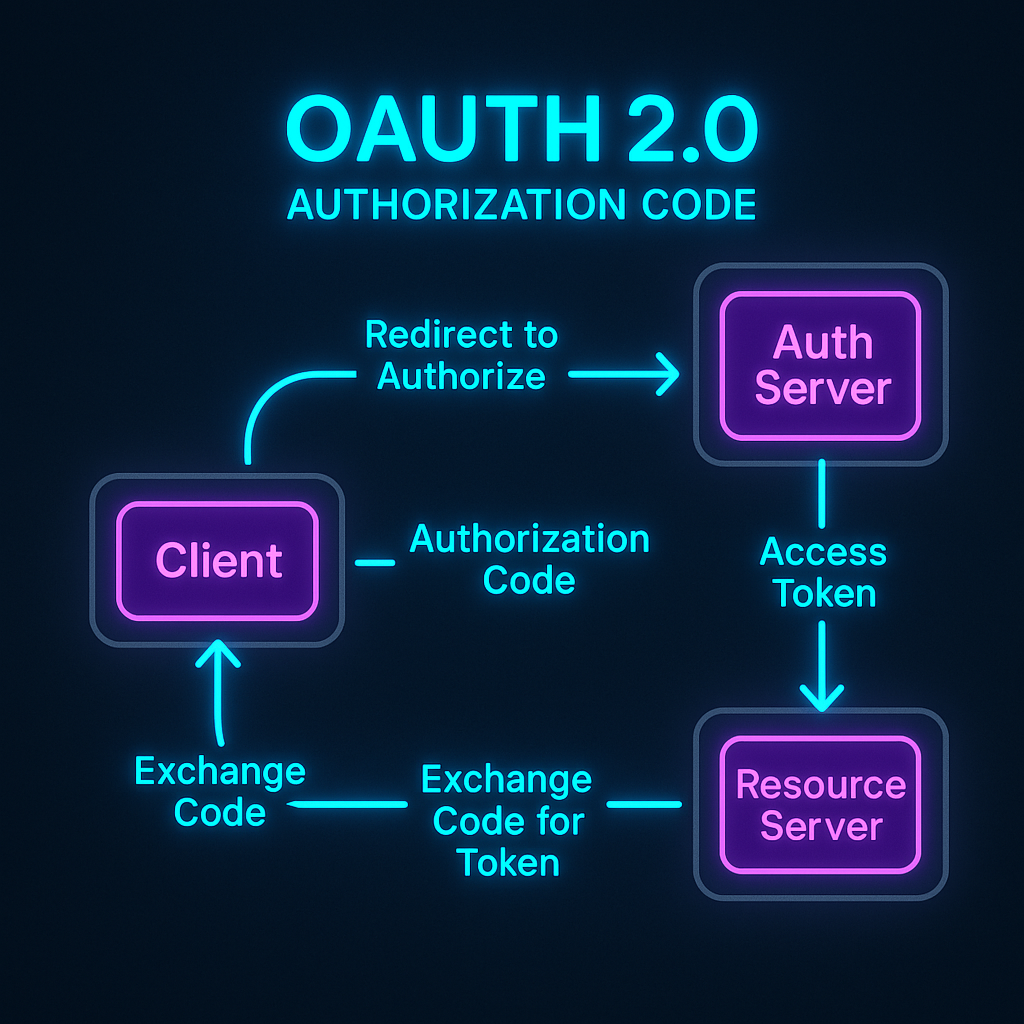 OAUTH 2.0
AUTHORIZATION CODE
Redirect to
Authorize
Auth
Server
Client
Authorization
Code
Access
Token
Exchange
Code
Exchange
Code for
Token
Resource
Server